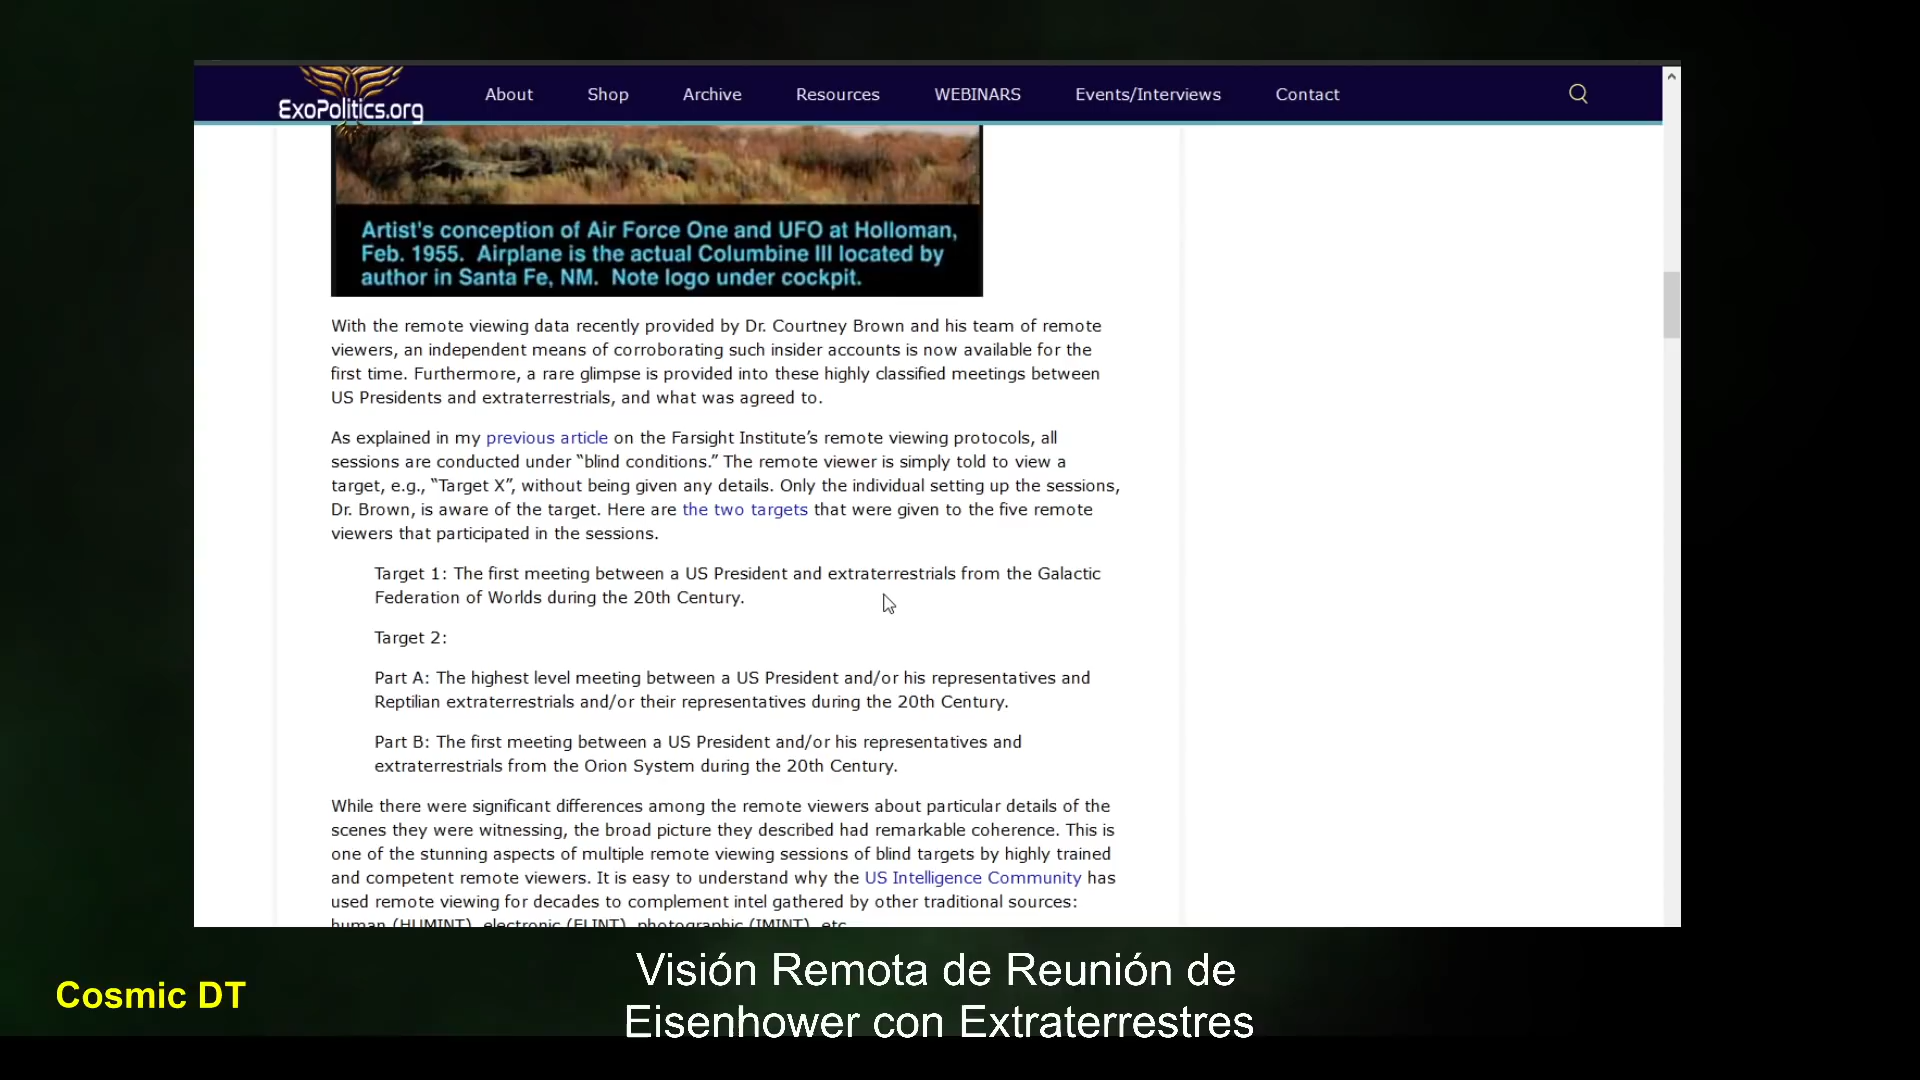 ExoPolitics.org
About Shop Archive Resources WEBINARS Events/Interviews Contact
Artist's conception of Air Force One and UFO at Holloman,
Feb. 1955. Airplane is the actual Columbine III located by
author in Santa Fe, NM. Note logo under cockpit.
With the remote viewing data recently provided by Dr. Courtney Brown and his team of remote
viewers, an independent means of corroborating such insider accounts is now available for the
first time. Furthermore, a rare glimpse is provided into these highly classified meetings between
US Presidents and extraterrestrials, and what was agreed to.
As explained in my previous article on the Farsight Institute’s remote viewing protocols, all
sessions are conducted under “blind conditions.” The remote viewer is simply told to view a
target, e.g., “Target X”, without being given any details. Only the individual setting up the sessions,
Dr. Brown, is aware of the target. Here are the two targets that were given to the five remote
viewers that participated in the sessions.
Target 1: The first meeting between a US President and extraterrestrials from the Galactic
Federation of Worlds during the 20th Century.
Target 2:
Part A: The highest level meeting between a US President and/or his representatives and
Reptilian extraterrestrials and/or their representatives during the 20th Century.
Part B: The first meeting between a US President and/or his representatives and
extraterrestrials from the Orion System during the 20th Century.
While there were significant differences among the remote viewers about particular details of the
scenes they were witnessing, the broad picture they described had remarkable coherence. This is
one of the stunning aspects of multiple remote viewing sessions of blind targets by highly trained
and competent remote viewers. It is easy to understand why the US Intelligence Community has
used remote viewing for decades to complement intel gathered by other traditional sources:
human (HUMINT), electronic (ELINT), photographic (IMINT), etc.
Visión Remota de Reunión de
Eisenhower con Extraterrestres
Cosmic DT